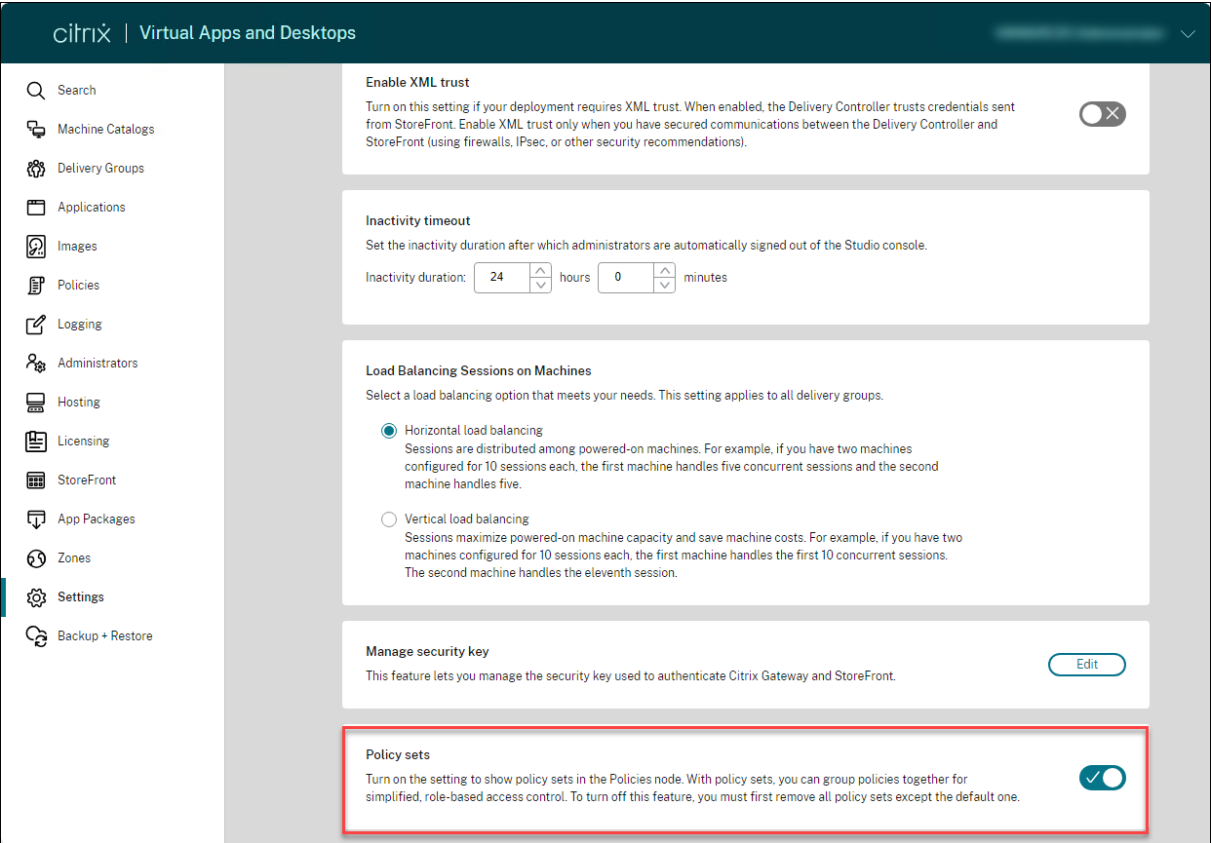 citrix | Virtual Apps and Desktops
Search
Machine Catalogs
Delivery Groups
Applications
Images
Policies
Logging
Administrators
Hosting
Licensing
StoreFront
App Packages
Zones
Settings
Backup + Restore
Enable XML trust
Turn on this setting if your deployment requires XML trust. When enabled, the Delivery Controller trusts credentials sent
from StoreFront. Enable XML trust only when you have secured communications between the Delivery Controller and
StoreFront (using firewalls, IPsec, or other security recommendations).
Inactivity timeout
Set the inactivity duration after which administrators are automatically signed out of the Studio console.
Inactivity duration: 24 hours 0 minutes
Load Balancing Sessions on Machines
Select a load balancing option that meets your needs. This setting applies to all delivery groups.
Horizontal load balancing
Sessions are distributed among powered-on machines. For example, if you have two machines
configured for 10 sessions each, the first machine handles five concurrent sessions and the second
machine handles five.
Vertical load balancing
Sessions maximize powered-on machine capacity and save machine costs. For example, if you have two
machines configured for 10 sessions each, the first machine handles the first 10 concurrent sessions.
The second machine handles the eleventh session.
Manage security key
This feature lets you manage the security key used to authenticate Citrix Gateway and StoreFront.
Edit
Policy sets
Turn on the setting to show policy sets in the Policies node. With policy sets, you can group policies together for
simplified, role-based access control. To turn off this feature, you must first remove all policy sets except the default one.